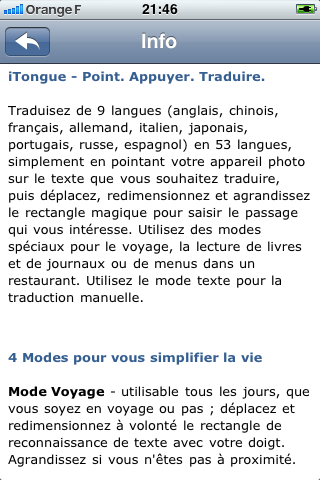 Orange F 21:46
Info
iTongue - Point. Appuyer. Traduire.
Traduisez de 9 langues (anglais, chinois,
français, allemand, italien, japonais,
portugais, russe, espagnol) en 53 langues,
simplement en pointant votre appareil photo
sur le texte que vous souhaitez traduire,
puis déplacez, redimensionnez et agrandissez
le rectangle magique pour saisir le passage
qui vous intéresse. Utilisez des modes
spéciaux pour le voyage, la lecture de livres
et de journaux ou de menus dans un
restaurant. Utilisez le mode texte pour la
traduction manuelle.
4 Modes pour vous simplifier la vie
Mode Voyage - utilisable tous les jours, que
vous soyez en voyage ou pas ; déplacez et
redimensionnez à volonté le rectangle de
reconnaissance de texte avec votre doigt.
Agrandissez si vous n'êtes pas à proximité.